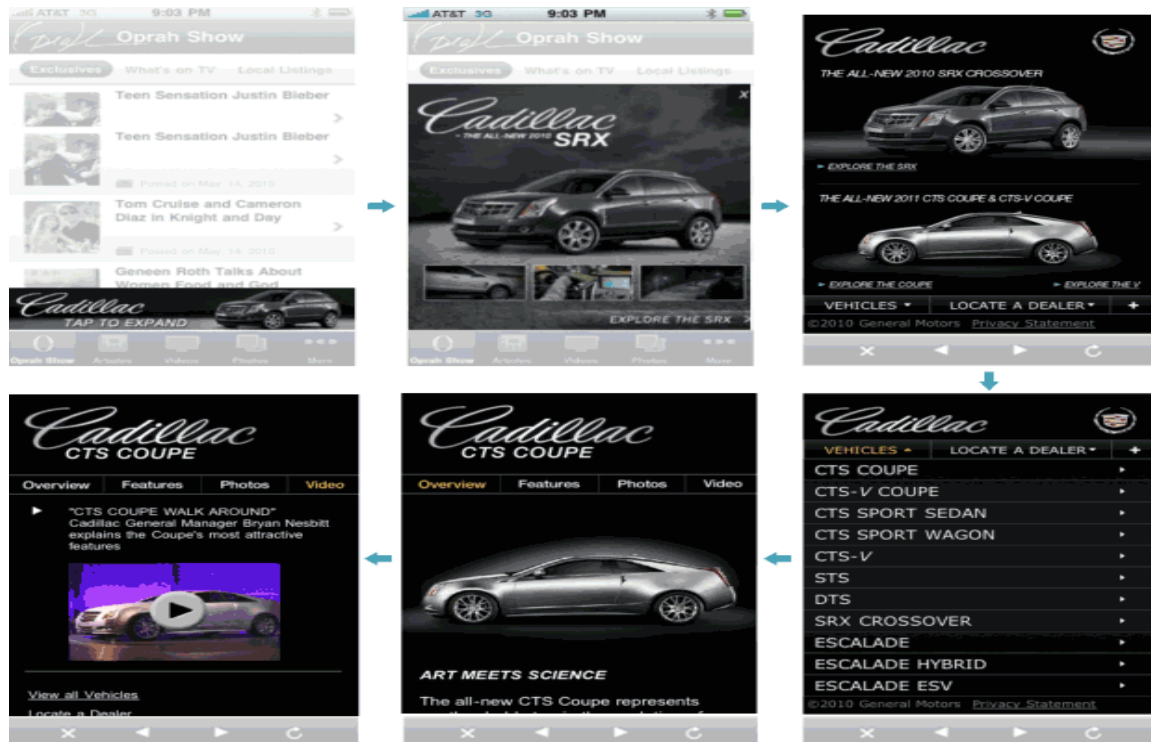 AT&T 3G 9:03 PM
Oprah Show
Exclusives What's on TV Local Listings
Teen Sensation Justin Bieber
Teen Sensation Justin Bieber
Posted on May. 14, 2010
Tom Cruise and Cameron
Diaz in Knight and Day
Posted on May. 14, 2010
Geneen Roth Talks About
Women Food and God
Cadillac
TAP TO EXPAND
Oprah Show Articles Videos Photos More
AT&T 3G 9:03 PM
Oprah Show
Exclusives What's on TV Local Listings
X
Cadillac
THE ALL-NEW 2010
SRX
EXPLORE THE SRX
Oprah Show Articles Videos Photos More
Cadillac
THE ALL-NEW 2010 SRX CROSSOVER
EXPLORE THE SRX
THE ALL-NEW 2011 CTS COUPE & CTS-V COUPE
EXPLORE THE COUPE EXPLORE THE V
VEHICLES LOCATE A DEALER +
©2010 General Motors Privacy Statement
Cadillac
VEHICLES LOCATE A DEALER +
CTS COUPE
CTS-V COUPE
CTS SPORT SEDAN
CTS SPORT WAGON
CTS-V
STS
DTS
SRX CROSSOVER
ESCALADE
ESCALADE HYBRID
ESCALADE ESV
©2010 General Motors Privacy Statement
Cadillac
CTS COUPE
Overview Features Photos Video
ART MEETS SCIENCE
The all-new CTS Coupe represents
Cadillac
CTS COUPE
Overview Features Photos Video
"CTS COUPE WALK AROUND"
Cadillac General Manager Bryan Nesbitt
explains the Coupe's most attractive
features
View all Vehicles
Locate a Dealer